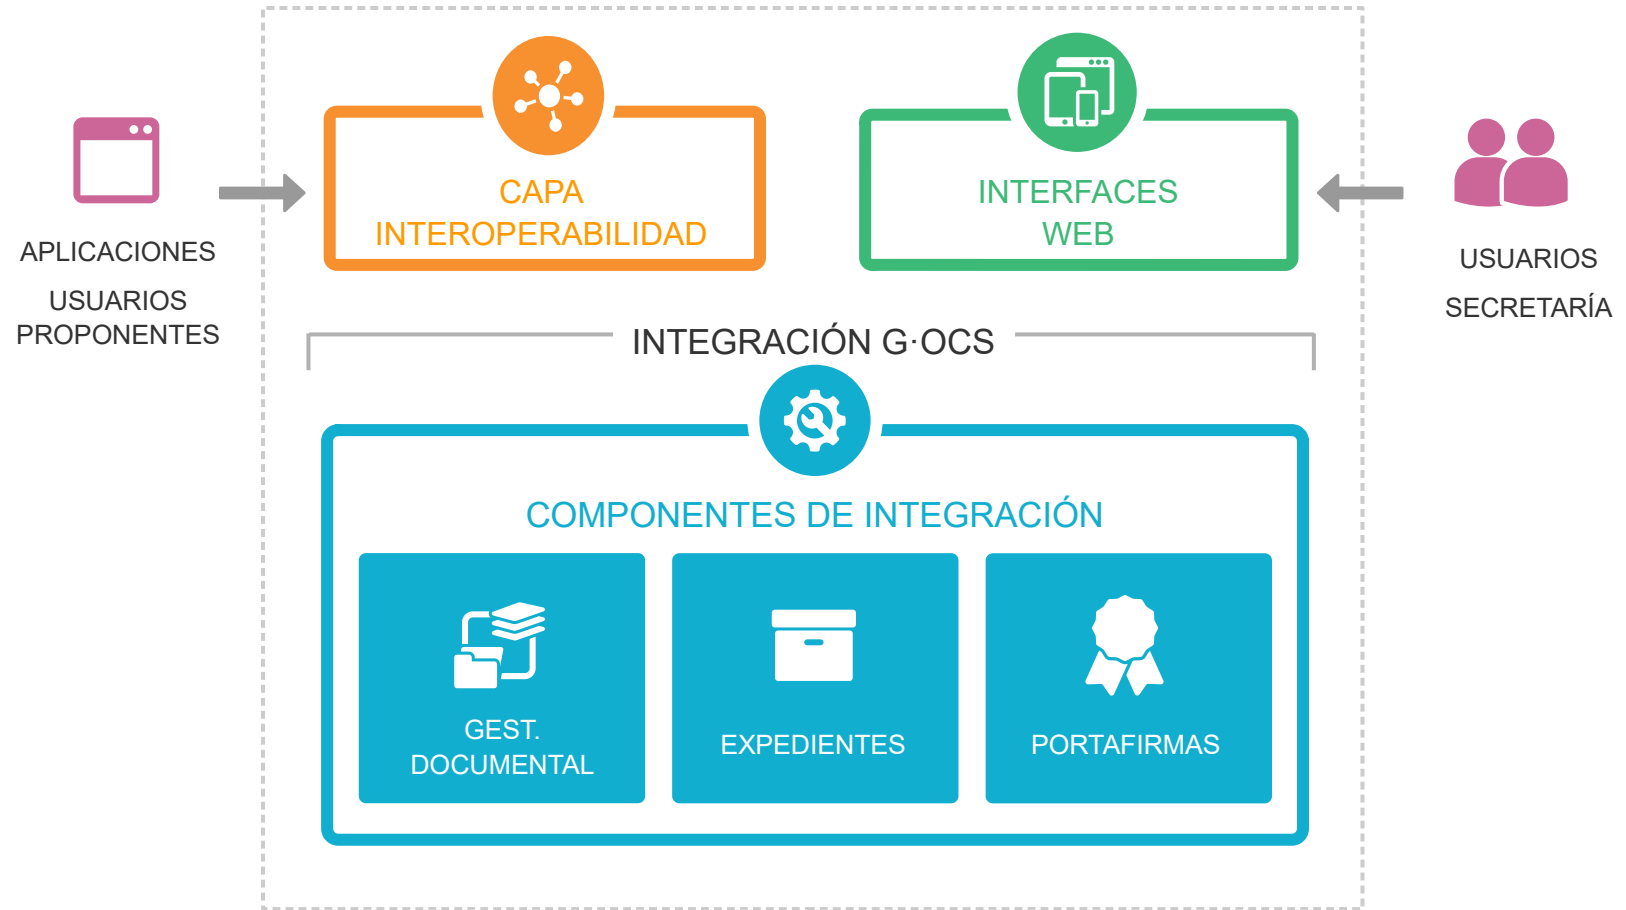 CAPA
INTEROPERABILIDAD
INTERFACES
WEB
APLICACIONES
USUARIOS
PROPONENTES
USUARIOS
SECRETARÍA
INTEGRACIÓN G·OCS
COMPONENTES DE INTEGRACIÓN
GEST.
DOCUMENTAL
EXPEDIENTES
PORTAFIRMAS